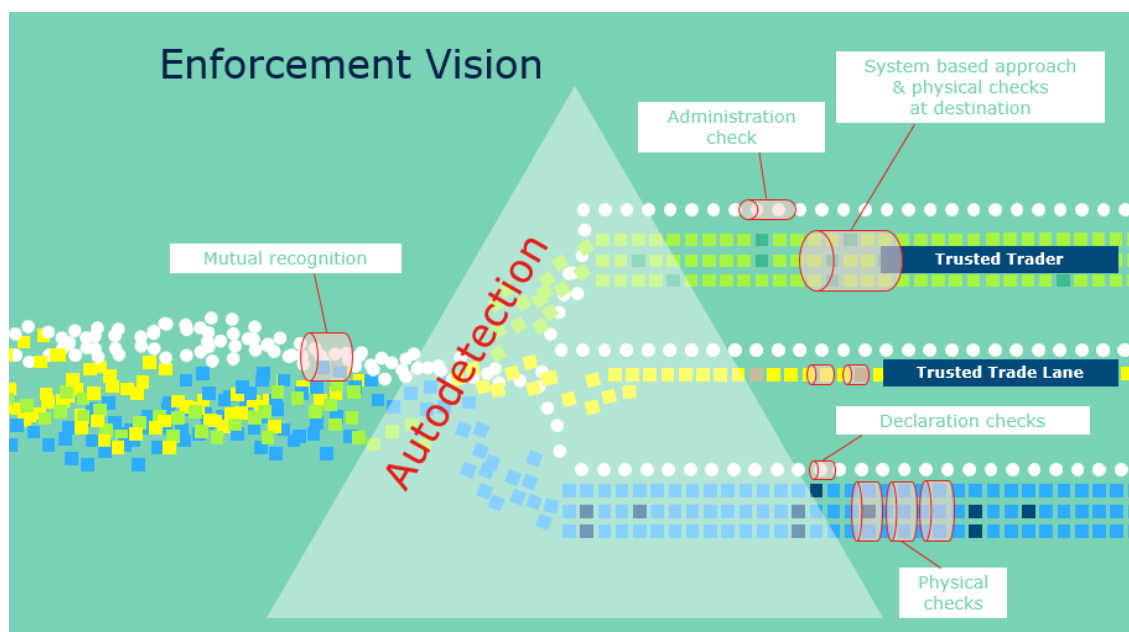 Enforcement Vision
System based approach
& physical checks
at destination
Administration
check
Mutual recognition
Autodetection
Trusted Trader
Trusted Trade Lane
Declaration checks
Physical
checks